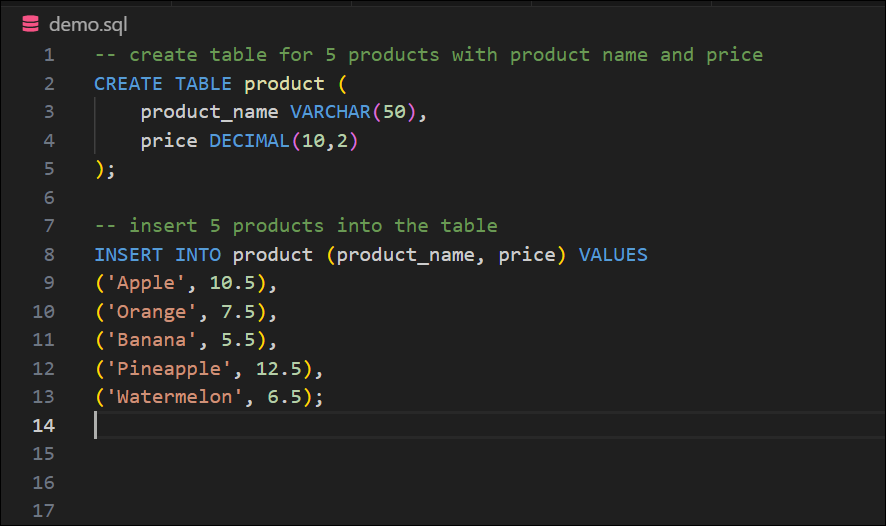 demo.sql
1 -- create table for 5 products with product name and price
2 CREATE TABLE product (
3     product_name VARCHAR(50),
4     price DECIMAL(10,2)
5 );
6
7 -- insert 5 products into the table
8 INSERT INTO product (product_name, price) VALUES
9 ('Apple', 10.5),
10 ('Orange', 7.5),
11 ('Banana', 5.5),
12 ('Pineapple', 12.5),
13 ('Watermelon', 6.5);
14
15
16
17